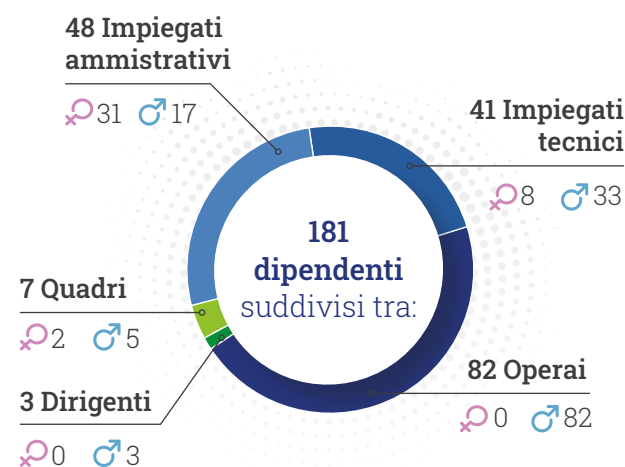 48 Impiegati
ammistrativi
31 17
41 Impiegati
tecnici
8 33
181
dipendenti
suddivisi tra:
7 Quadri
2 5
82 Operai
0 82
3 Dirigenti
0 3